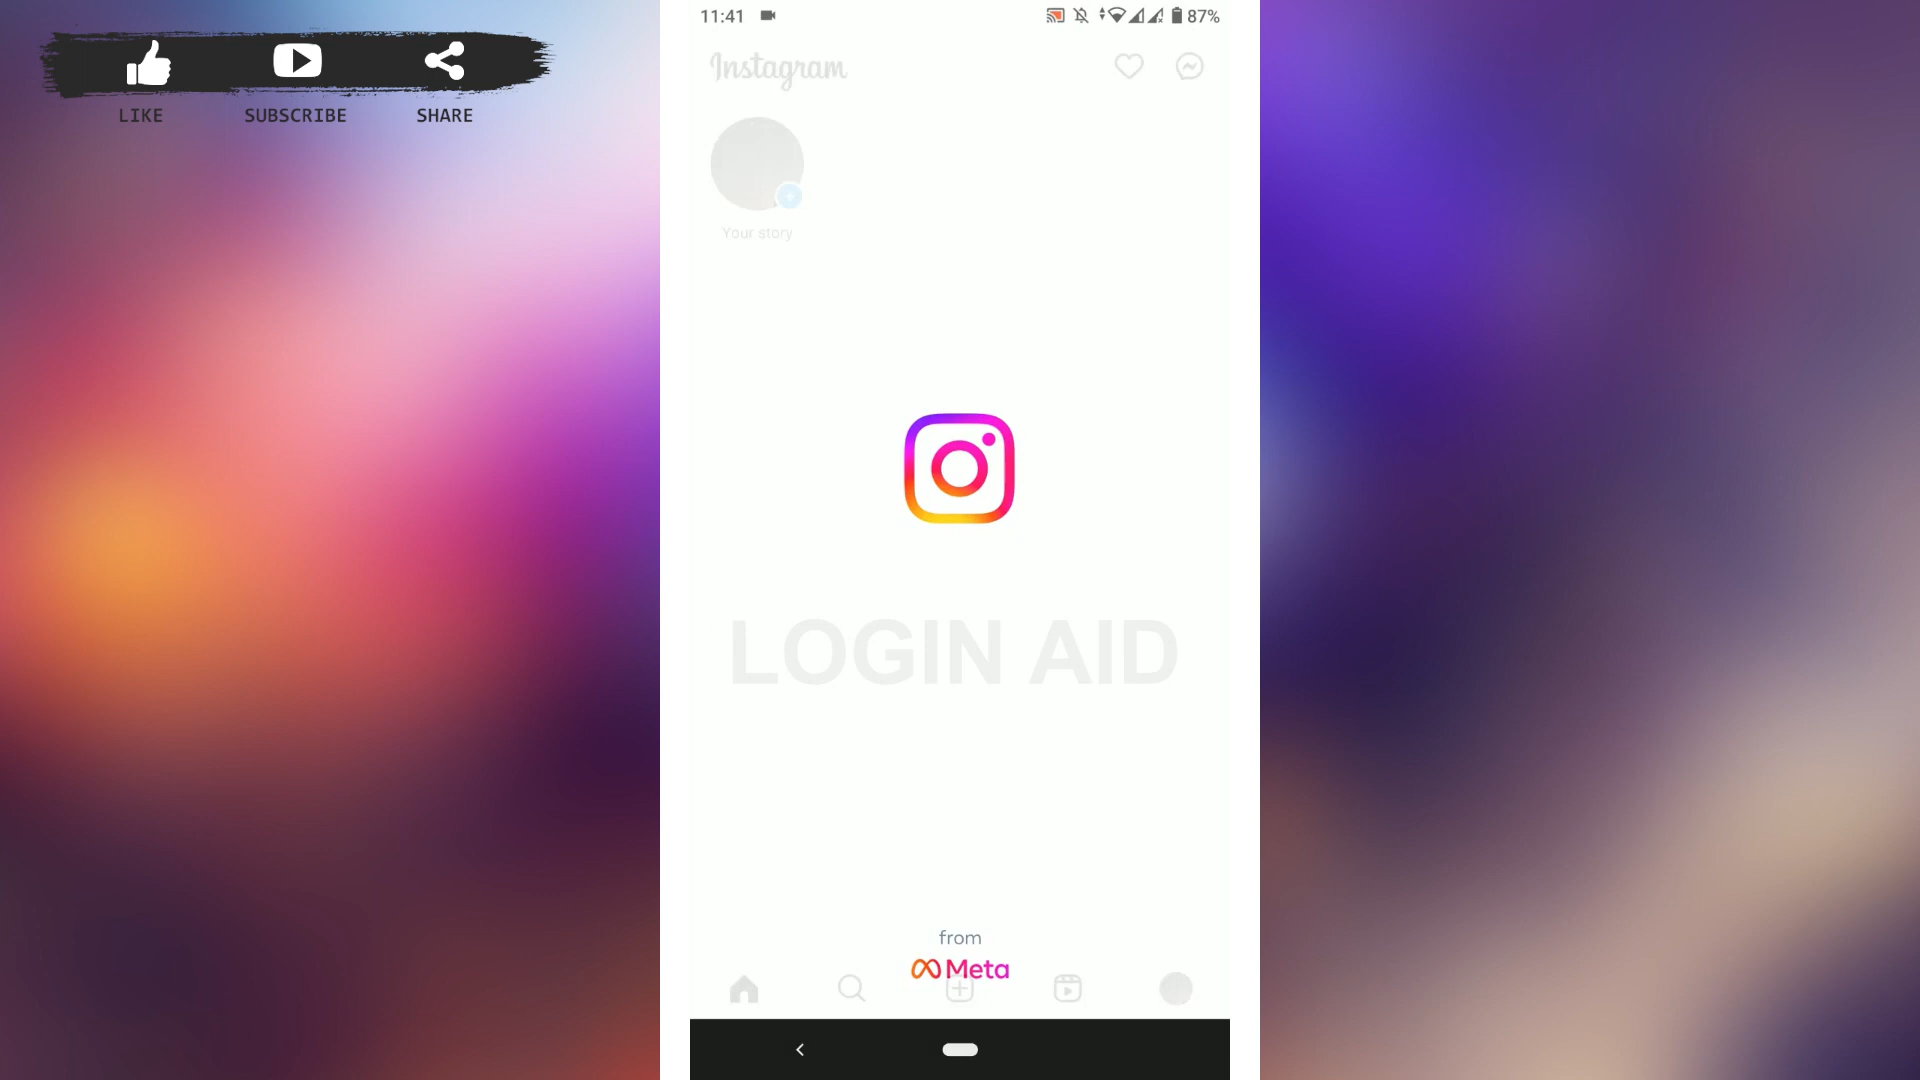 LIKE
SUBSCRIBE
SHARE
11:41
87%
Instagram
Your story
LOGIN AID
from
Meta